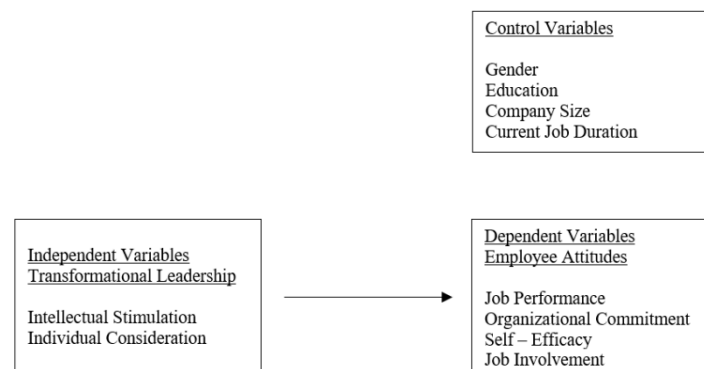 Control Variables
Gender
Education
Company Size
Current Job Duration
Independent Variables
Transformational Leadership
Intellectual Stimulation
Individual Consideration
Dependent Variables
Employee Attitudes
Job Performance
Organizational Commitment
Self – Efficacy
Job Involvement